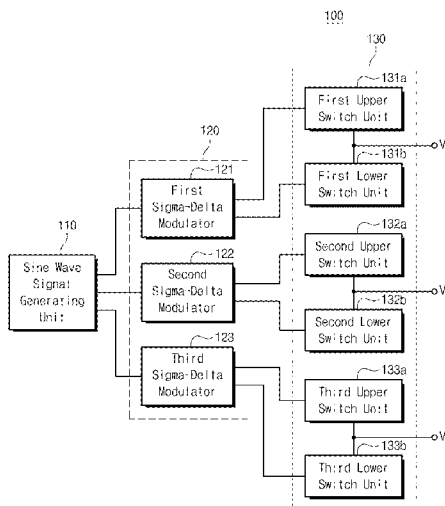 100
130
131a
First Upper
Switch Unit
V
131b
First Lower
Switch Unit
120
121
First
Sigma-Delta
Modulator
110
Sine Wave
Signal
Generating
Unit
122
Second
Sigma-Delta
Modulator
132a
Second Upper
Switch Unit
V
132b
Second Lower
Switch Unit
123
Third
Sigma-Delta
Modulator
133a
Third Upper
Switch Unit
V
133b
Third Lower
Switch Unit